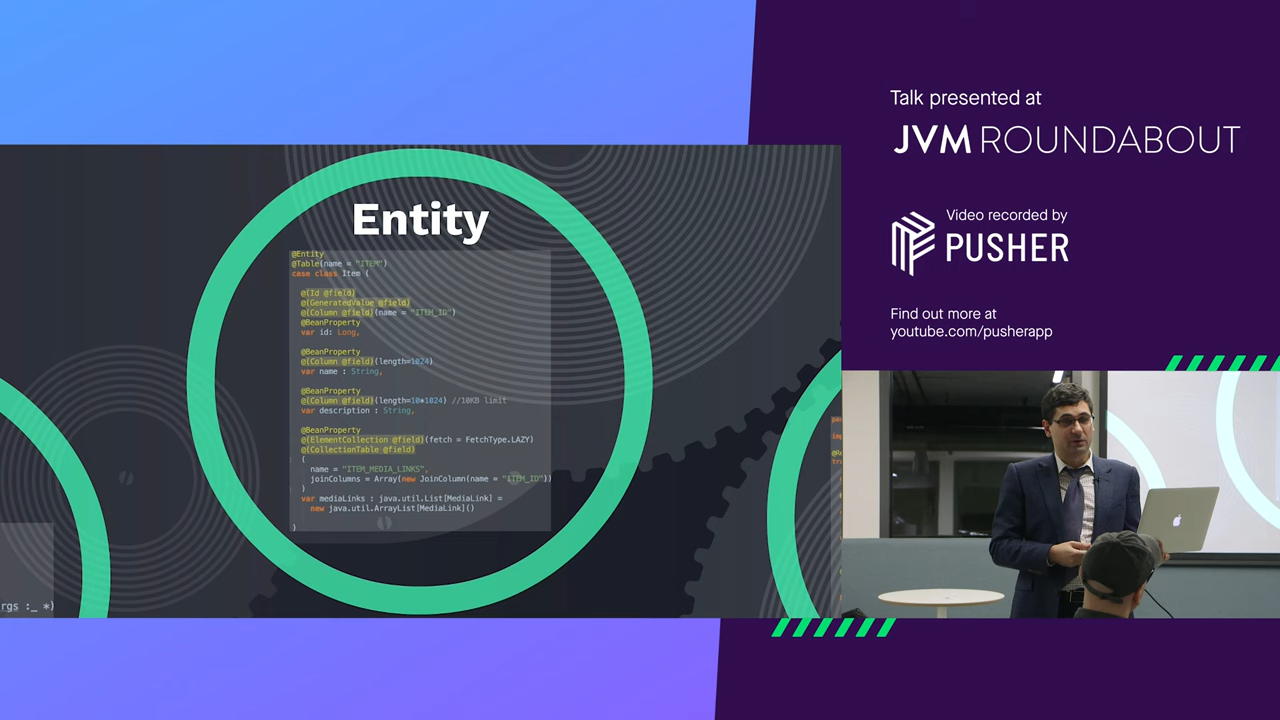 Talk presented at
JVM ROUNDABOUT
Video recorded by
PUSHER
Find out more at
youtube.com/pusherapp
Entity
@Entity
@Table(name = "ITEM")
case class Item (
@(Id @field)
@(GeneratedValue @field)
@(Column @field)(name = "ITEM_ID")
@BeanProperty
var id: Long,
@BeanProperty
@(Column @field)(length=1024)
var name : String,
@BeanProperty
@(Column @field)(length=10*1024) //10KB limit
var description : String,
@BeanProperty
@(ElementCollection @field)(fetch = FetchType.LAZY)
@(CollectionTable @field)
(
name = "ITEM_MEDIA_LINKS",
joinColumns = Array(new JoinColumn(name = "ITEM_ID"))
)
var mediaLinks : java.util.List[MediaLink] =
new java.util.ArrayList[MediaLink]()
)
rgs :_ *)